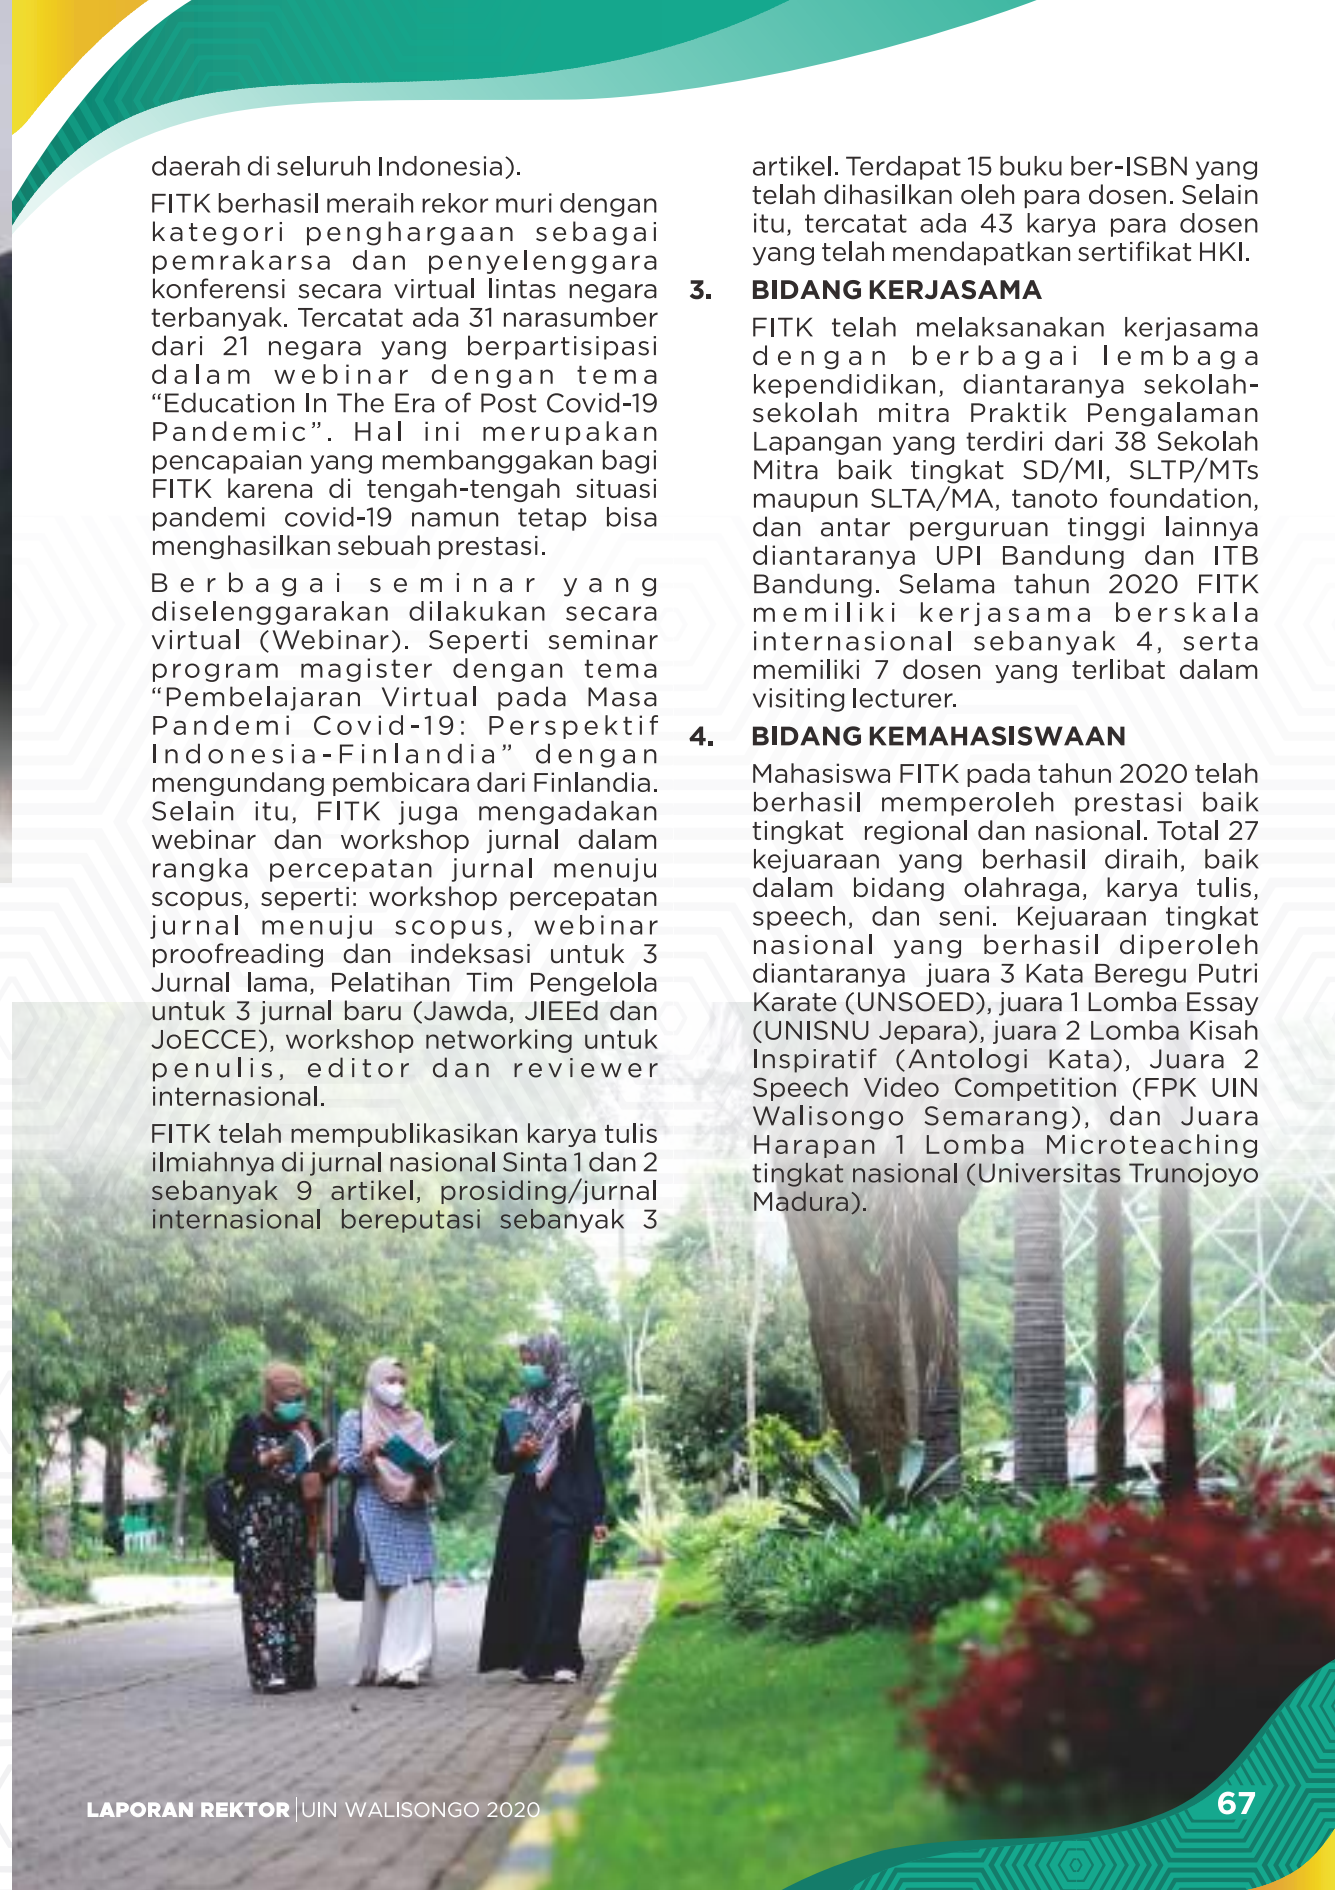 daerah di seluruh Indonesia).
FITK berhasil meraih rekor muri dengan
kategori penghargaan sebagai
pemrakarsa dan penyelenggara
konferensi secara virtual lintas negara
terbanyak. Tercatat ada 31 narasumber
dari 21 negara yang berpartisipasi
dalam webinar dengan tema
“Education In The Era of Post Covid-19
Pandemic”. Hal ini merupakan
pencapaian yang membanggakan bagi
FITK karena di tengah-tengah situasi
pandemi covid-19 namun tetap bisa
menghasilkan sebuah prestasi.
Berbagai seminar yang
diselenggarakan dilakukan secara
virtual (Webinar). Seperti seminar
program magister dengan tema
“Pembelajaran Virtual pada Masa
Pandemi Covid-19: Perspektif
Indonesia-Finlandia” dengan
mengundang pembicara dari Finlandia.
Selain itu, FITK juga mengadakan
webinar dan workshop jurnal dalam
rangka percepatan jurnal menuju
scopus, seperti: workshop percepatan
jurnal menuju scopus, webinar
proofreading dan indeksasi untuk 3
Jurnal lama, Pelatihan Tim Pengelola
untuk 3 jurnal baru (Jawda, JIEEd dan
JoECCE), workshop networking untuk
penulis, editor dan reviewer
internasional.
FITK telah mempublikasikan karya tulis
ilmiahnya di jurnal nasional Sinta 1 dan 2
sebanyak 9 artikel, prosiding/jurnal
internasional bereputasi sebanyak 3
artikel. Terdapat 15 buku ber-ISBN yang
telah dihasilkan oleh para dosen. Selain
itu, tercatat ada 43 karya para dosen
yang telah mendapatkan sertifikat HKI.
3. BIDANG KERJASAMA
FITK telah melaksanakan kerjasama
dengan berbagai lembaga
kependidikan, diantaranya sekolah-
sekolah mitra Praktik Pengalaman
Lapangan yang terdiri dari 38 Sekolah
Mitra baik tingkat SD/MI, SLTP/MTs
maupun SLTA/MA, tanoto foundation,
dan antar perguruan tinggi lainnya
diantaranya UPI Bandung dan ITB
Bandung. Selama tahun 2020 FITK
memiliki kerjasama berskala
internasional sebanyak 4, serta
memiliki 7 dosen yang terlibat dalam
visiting lecturer.
4. BIDANG KEMAHASISWAAN
Mahasiswa FITK pada tahun 2020 telah
berhasil memperoleh prestasi baik
tingkat regional dan nasional. Total 27
kejuaraan yang berhasil diraih, baik
dalam bidang olahraga, karya tulis,
speech, dan seni. Kejuaraan tingkat
nasional yang berhasil diperoleh
diantaranya juara 3 Kata Beregu Putri
Karate (UNSOED), juara 1 Lomba Essay
(UNISNU Jepara), juara 2 Lomba Kisah
Inspiratif (Antologi Kata), Juara 2
Speech Video Competition (FPK UIN
Walisongo Semarang), dan Juara
Harapan 1 Lomba Microteaching
tingkat nasional (Universitas Trunojoyo
Madura).
LAPORAN REKTOR | UIN WALISONGO 2020
67